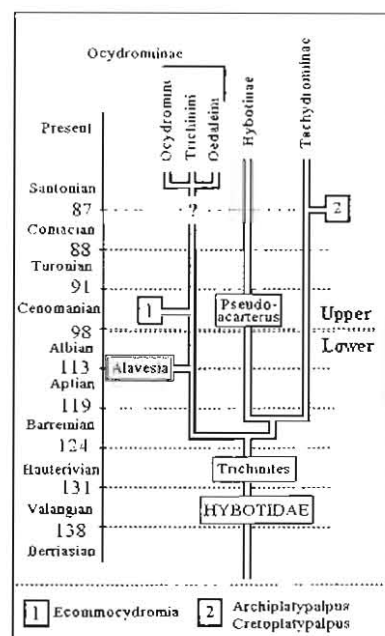 Ocydrominae
Ocydromini
Trichinini
Oedaleini
Hybotinae
Tachydrominae
Present
Santonian
87
?
2
Coniacian
88
Turonian
91
Cenomanian
1
Pseudo-
acarterus
Upper
98
Lower
Albian
113
Alavesia
Aptian
119
Barremian
124
Hauterivian
Trichinites
131
Valangian
HYBOTIDAE
138
Berriasian
1 Ecommocydromia
2 Archiplatypalpus
Cretoplatypalpus